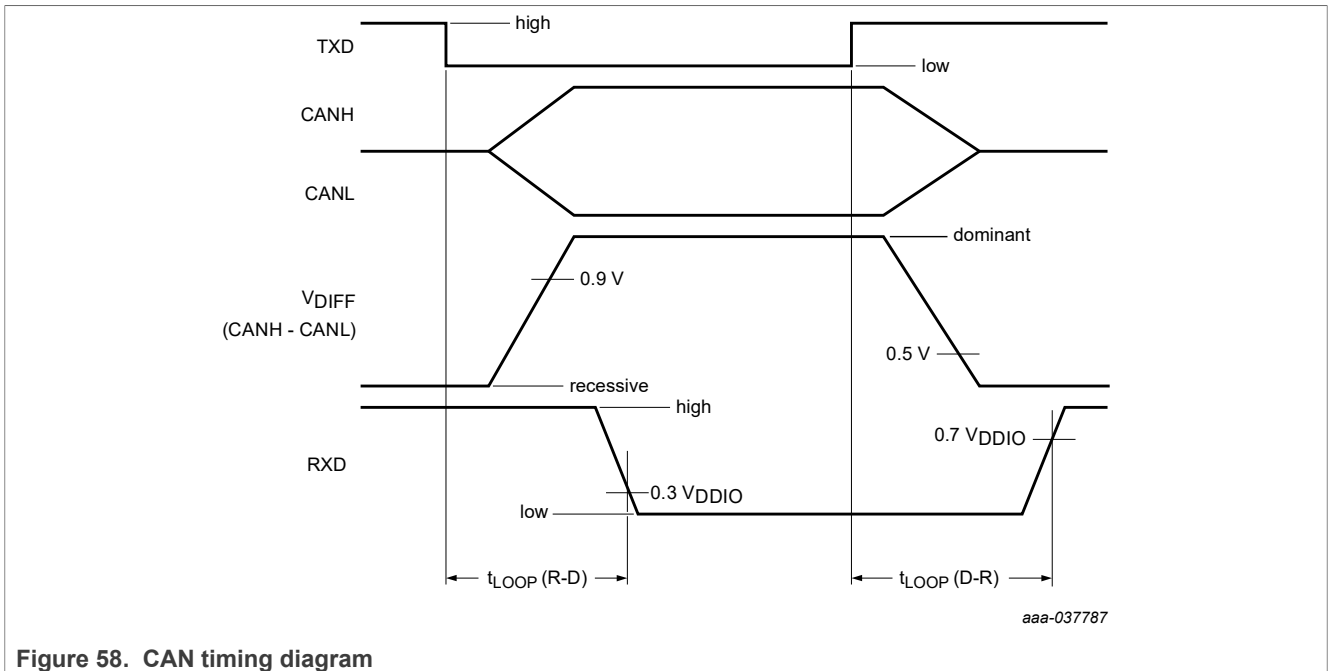 high
TXD
low
CANH
CANL
dominant
0.9 V
VDIFF
(CANH - CANL)
0.5 V
recessive
high
0.7 VDDIO
RXD
0.3 VDDIO
low
tLOOP (R-D)
tLOOP (D-R)
aaa-037787
Figure 58. CAN timing diagram